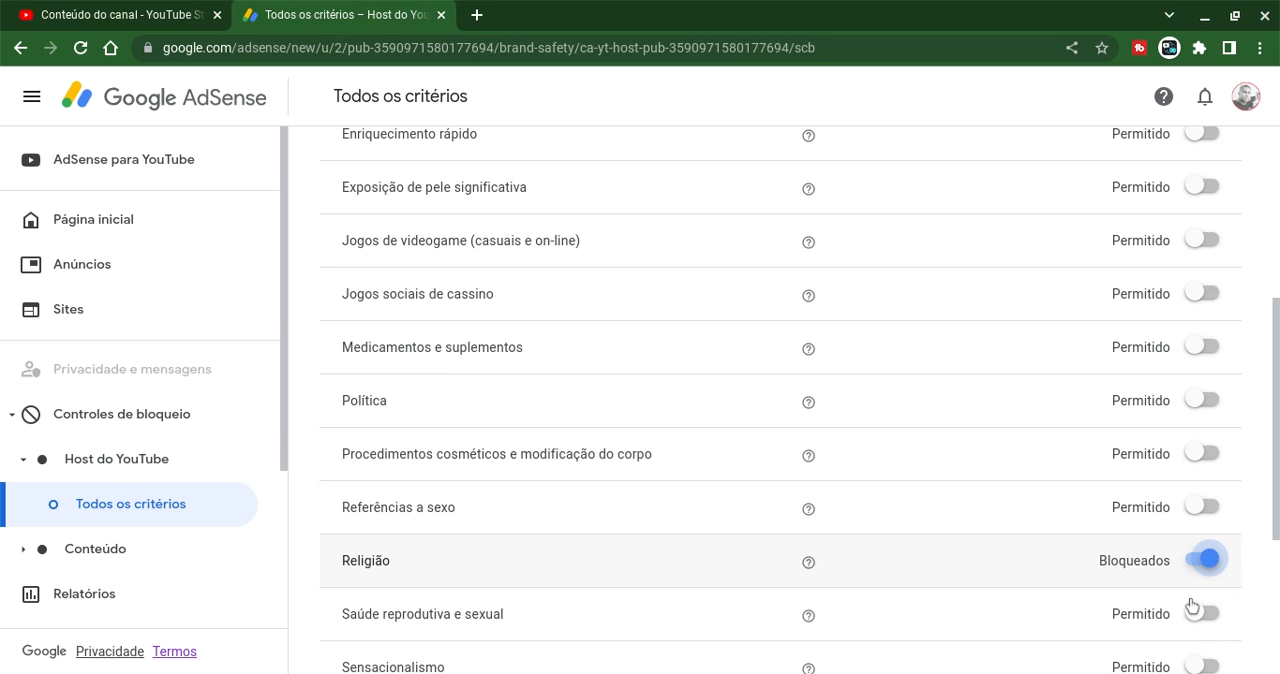 Conteúdo do canal - YouTube St
Todos os critérios – Host do You
google.com/adsense/new/u/2/pub-3590971580177694/brand-safety/ca-yt-host-pub-3590971580177694/scb
Google AdSense
Todos os critérios
AdSense para YouTube
Página inicial
Anúncios
Sites
Privacidade e mensagens
Controles de bloqueio
Host do YouTube
Todos os critérios
Conteúdo
Relatórios
Google Privacidade Termos
Enriquecimento rápido Permitido
Exposição de pele significativa Permitido
Jogos de videogame (casuais e on-line) Permitido
Jogos sociais de cassino Permitido
Medicamentos e suplementos Permitido
Política Permitido
Procedimentos cosméticos e modificação do corpo Permitido
Referências a sexo Permitido
Religião Bloqueados
Saúde reprodutiva e sexual Permitido
Sensacionalismo Permitido